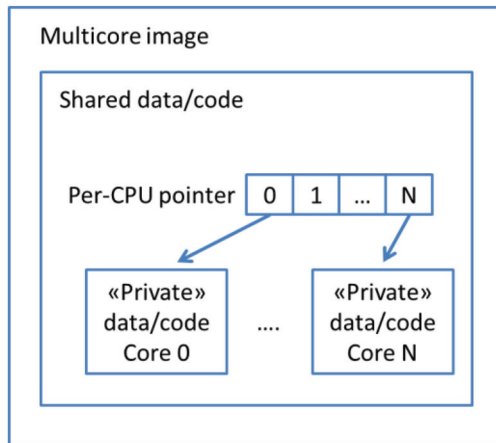 Multicore image
Shared data/code
Per-CPU pointer 0 1 ... N
«Private» «Private»
data/code .... data/code
Core 0 Core N